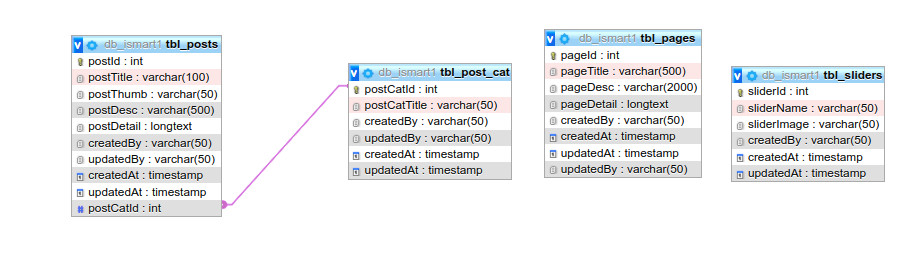 db_ismart1 tbl_posts
postId : int
postTitle : varchar(100)
postThumb : varchar(50)
postDesc : varchar(500)
postDetail : longtext
createdBy : varchar(50)
updatedBy : varchar(50)
createdAt : timestamp
updatedAt : timestamp
postCatId : int
db_ismart1 tbl_post_cat
postCatId : int
postCatTitle : varchar(50)
createdBy : varchar(50)
updatedBy : varchar(50)
createdAt : timestamp
updatedAt : timestamp
db_ismart1 tbl_pages
pageId : int
pageTitle : varchar(500)
pageDesc : varchar(2000)
pageDetail : longtext
createdBy : varchar(50)
createdAt : timestamp
updatedAt : timestamp
updatedBy : varchar(50)
db_ismart1 tbl_sliders
sliderId : int
sliderName : varchar(50)
sliderImage : varchar(50)
createdBy : varchar(50)
createdAt : timestamp
updatedAt : timestamp